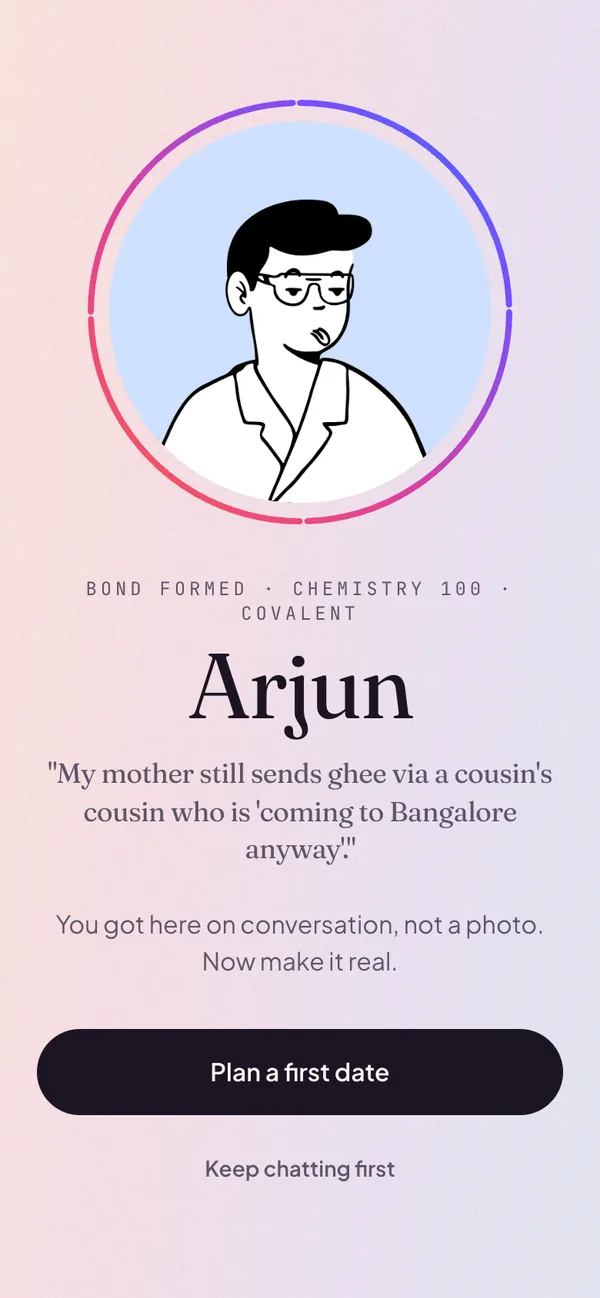 BOND FORMED · CHEMISTRY 100 ·
COVALENT
Arjun
"My mother still sends ghee via a cousin's
cousin who is 'coming to Bangalore
anyway'."
You got here on conversation, not a photo.
Now make it real.
Plan a first date
Keep chatting first